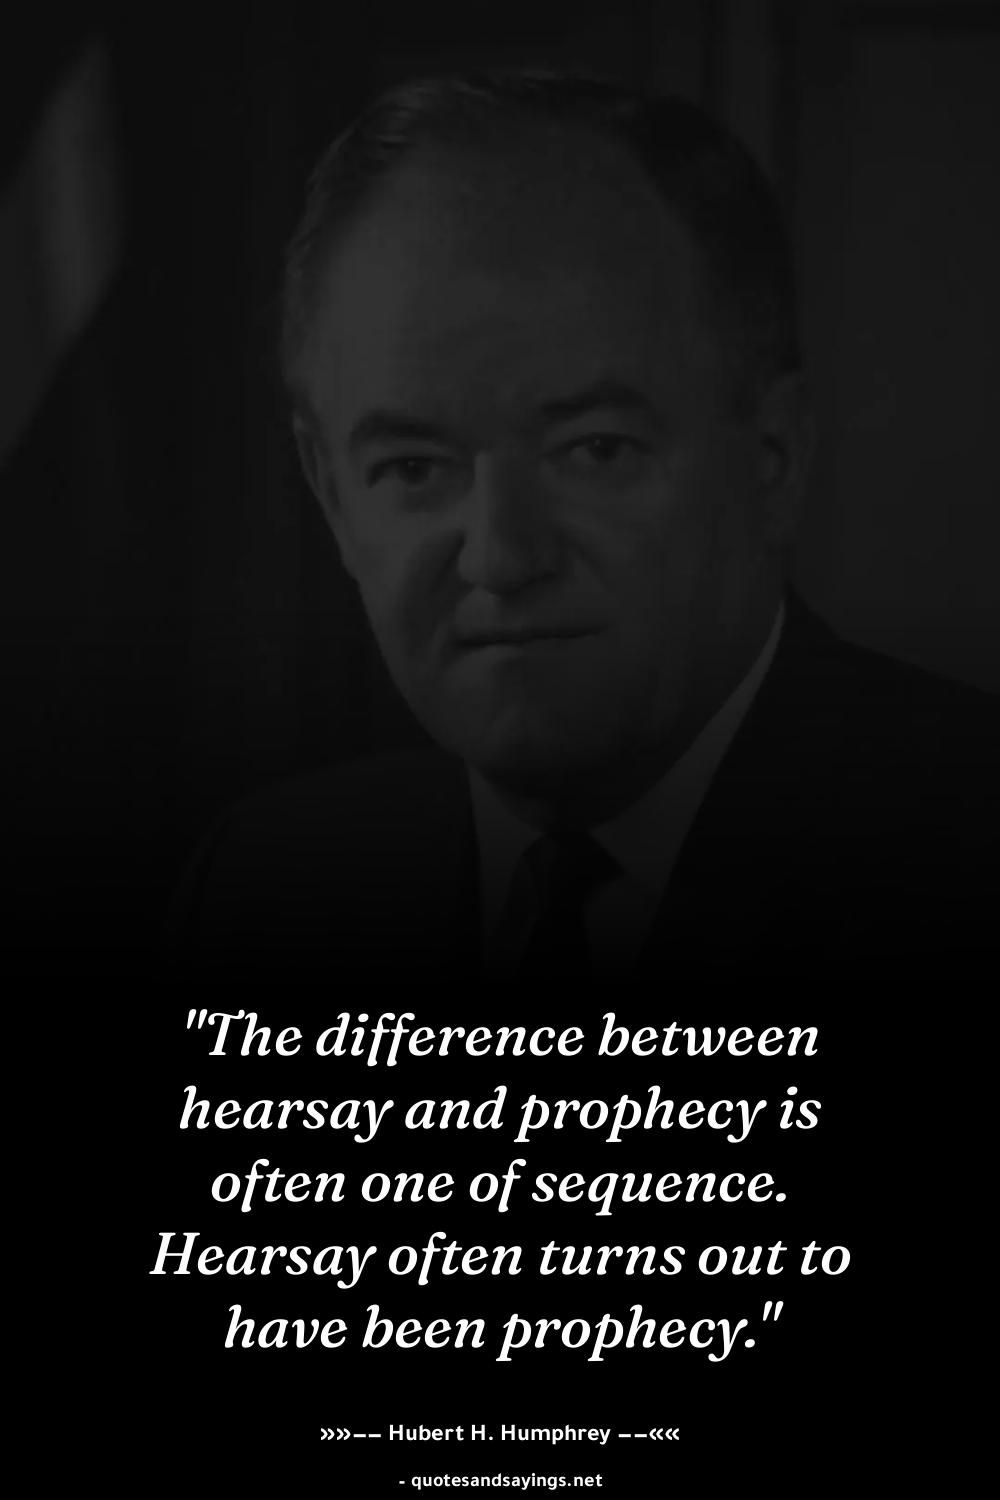 "The difference between
hearsay and prophecy is
often one of sequence.
Hearsay often turns out to
have been prophecy."
»»−− Hubert H. Humphrey −−««
- quotesandsayings.net